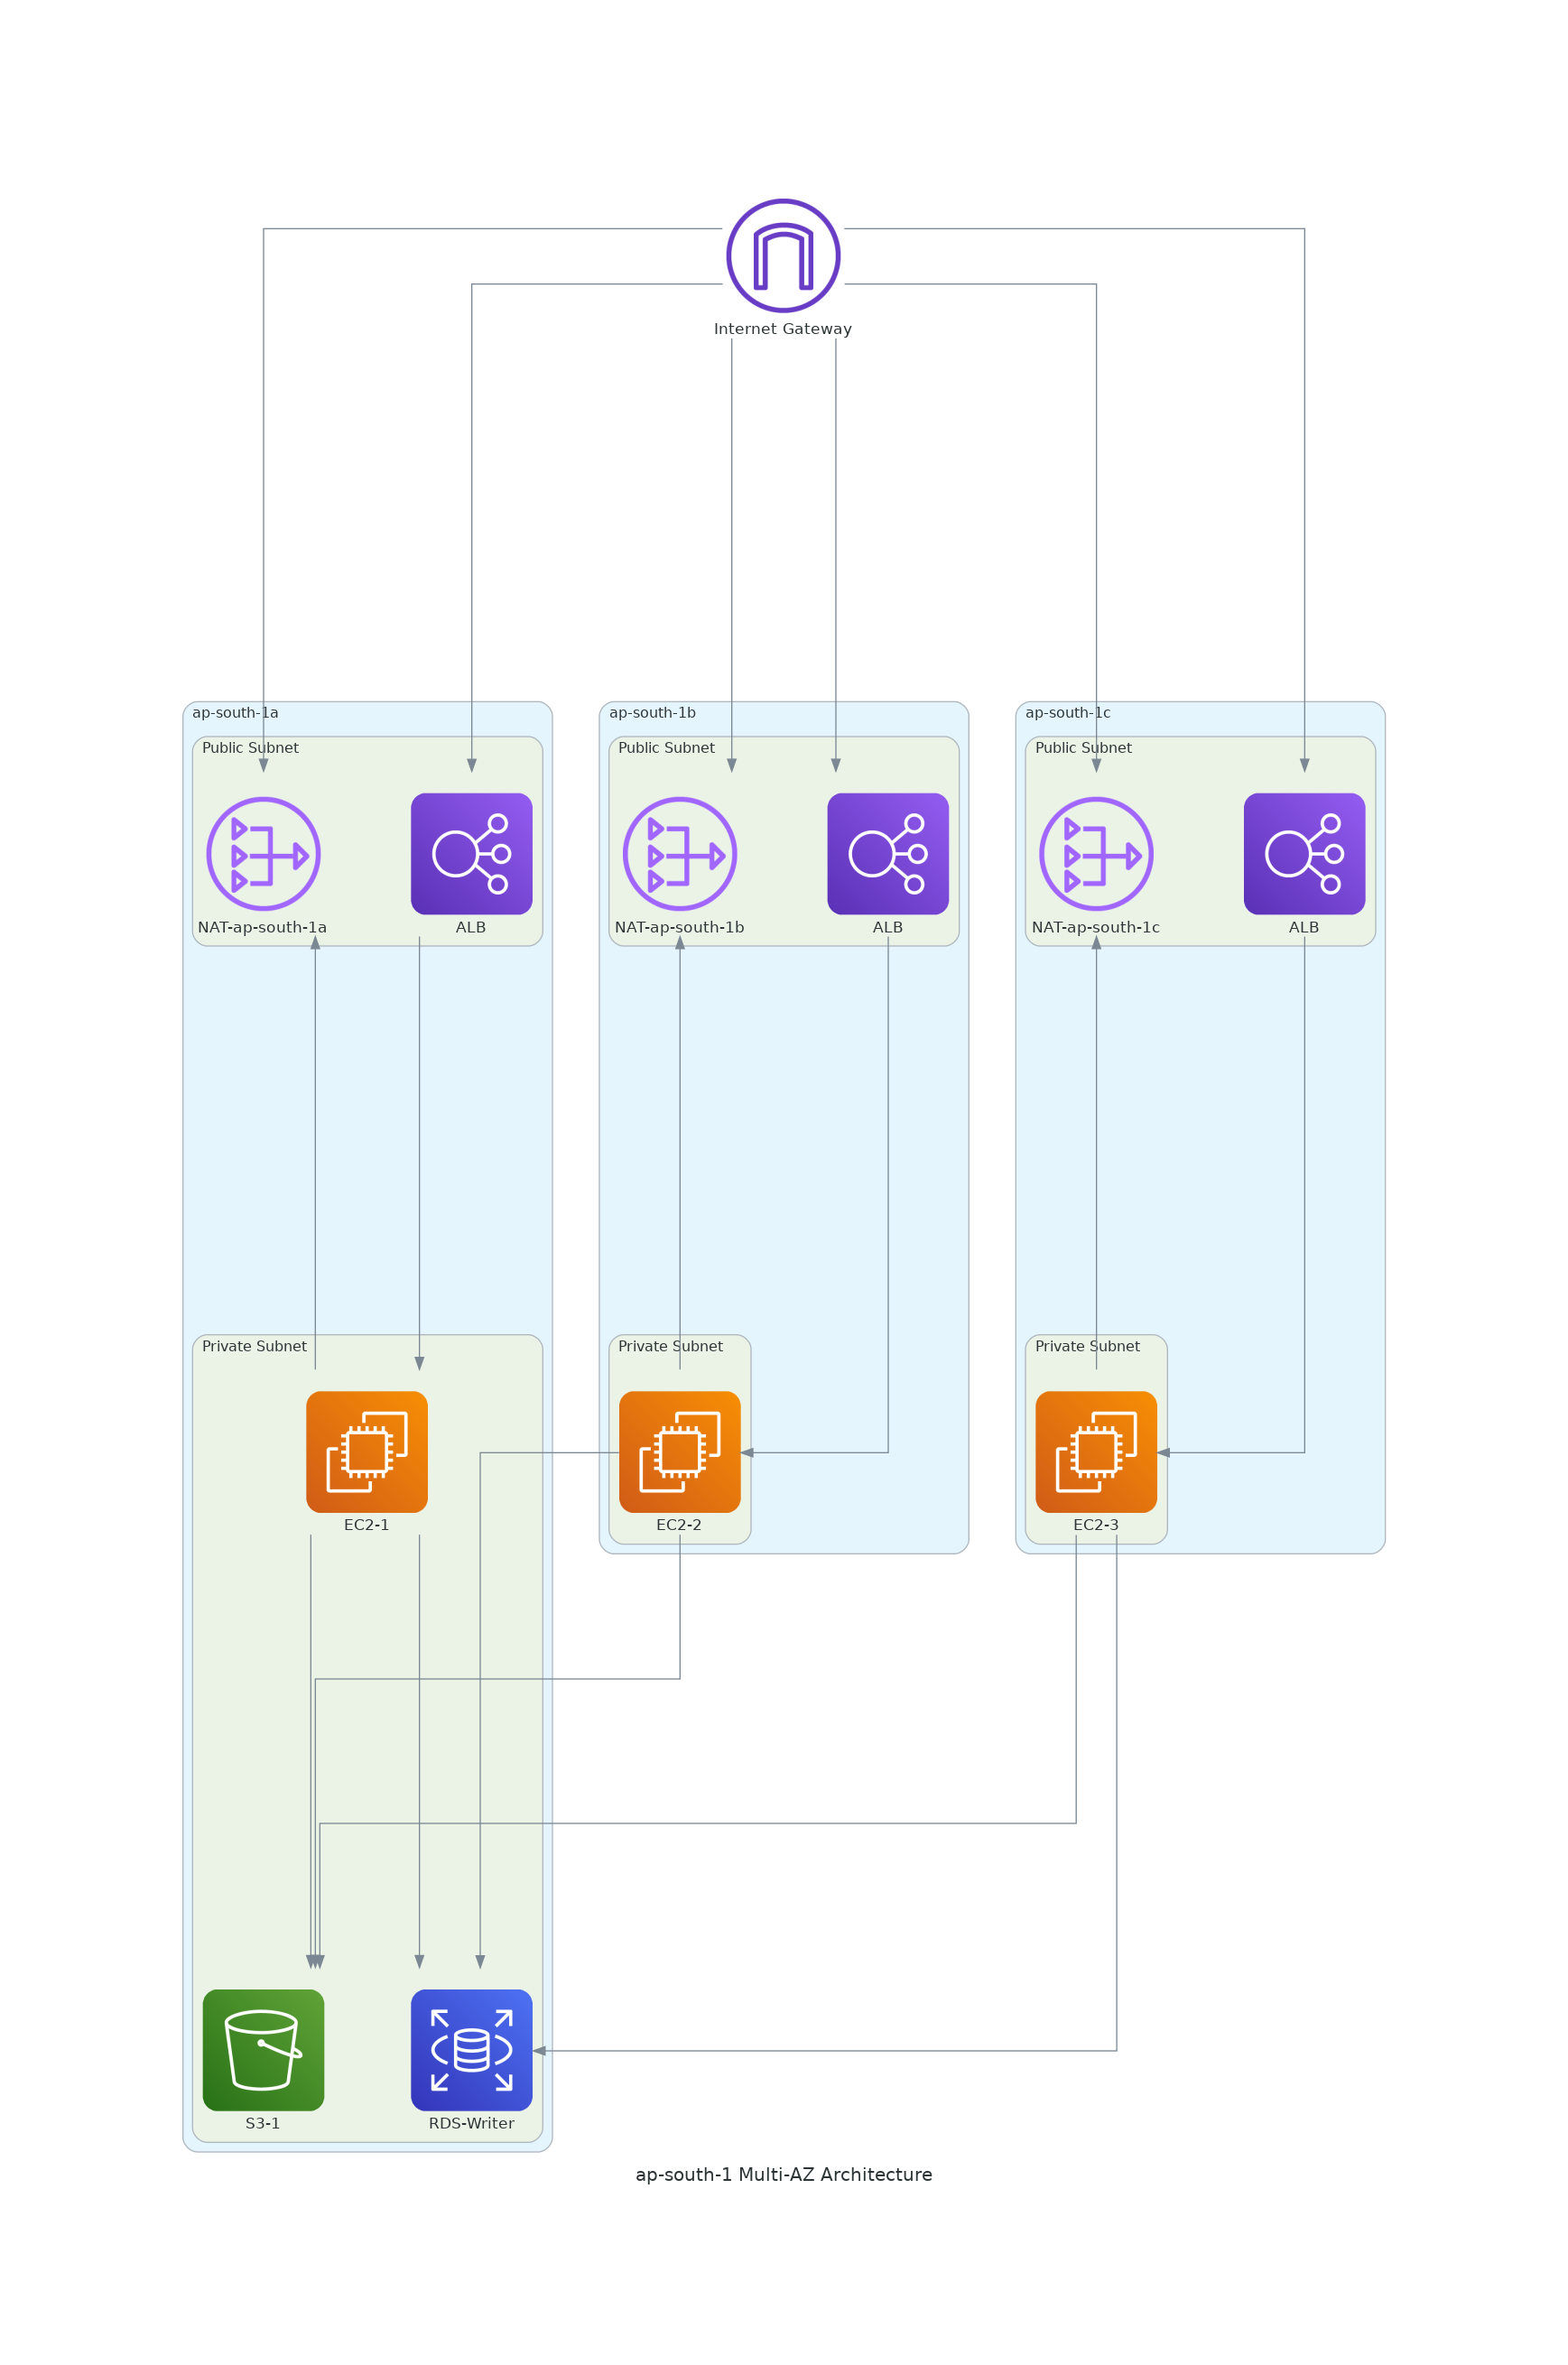 Internet Gateway
ap-south-1a
ap-south-1b
ap-south-1c
Public Subnet
Public Subnet
Public Subnet
NAT-ap-south-1a
ALB
NAT-ap-south-1b
ALB
NAT-ap-south-1c
ALB
Private Subnet
Private Subnet
Private Subnet
EC2-1
EC2-2
EC2-3
S3-1
RDS-Writer
ap-south-1 Multi-AZ Architecture